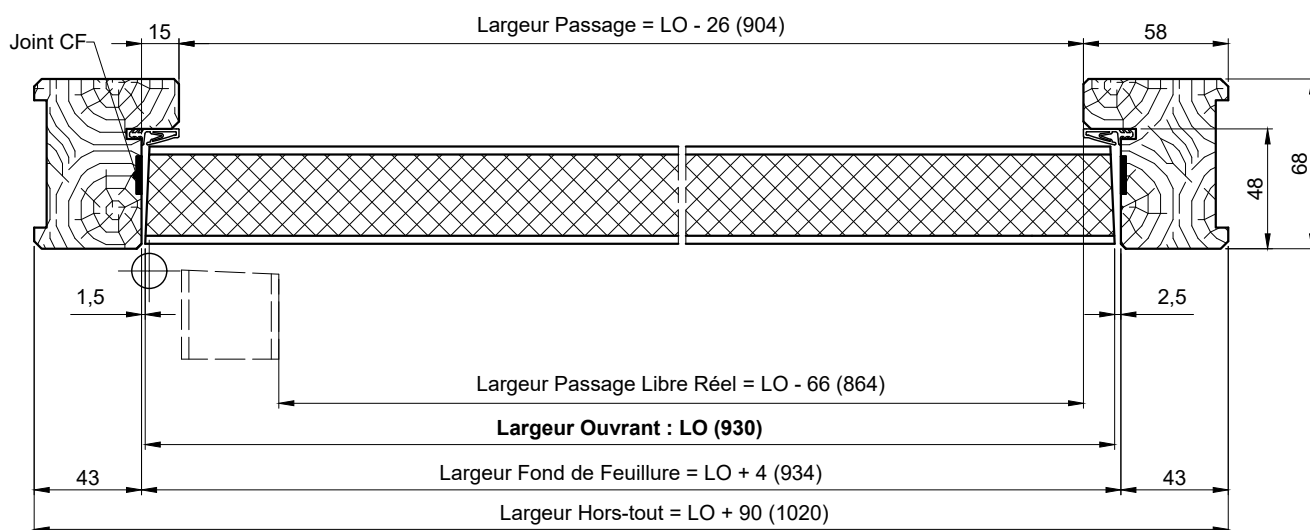 Largeur Passage = LO - 26 (904)
15
58
Joint CF
48
68
1,5
2,5
Largeur Passage Libre Réel = LO - 66 (864)
Largeur Ouvrant : LO (930)
43
Largeur Fond de Feuillure = LO + 4 (934)
43
Largeur Hors-tout = LO + 90 (1020)